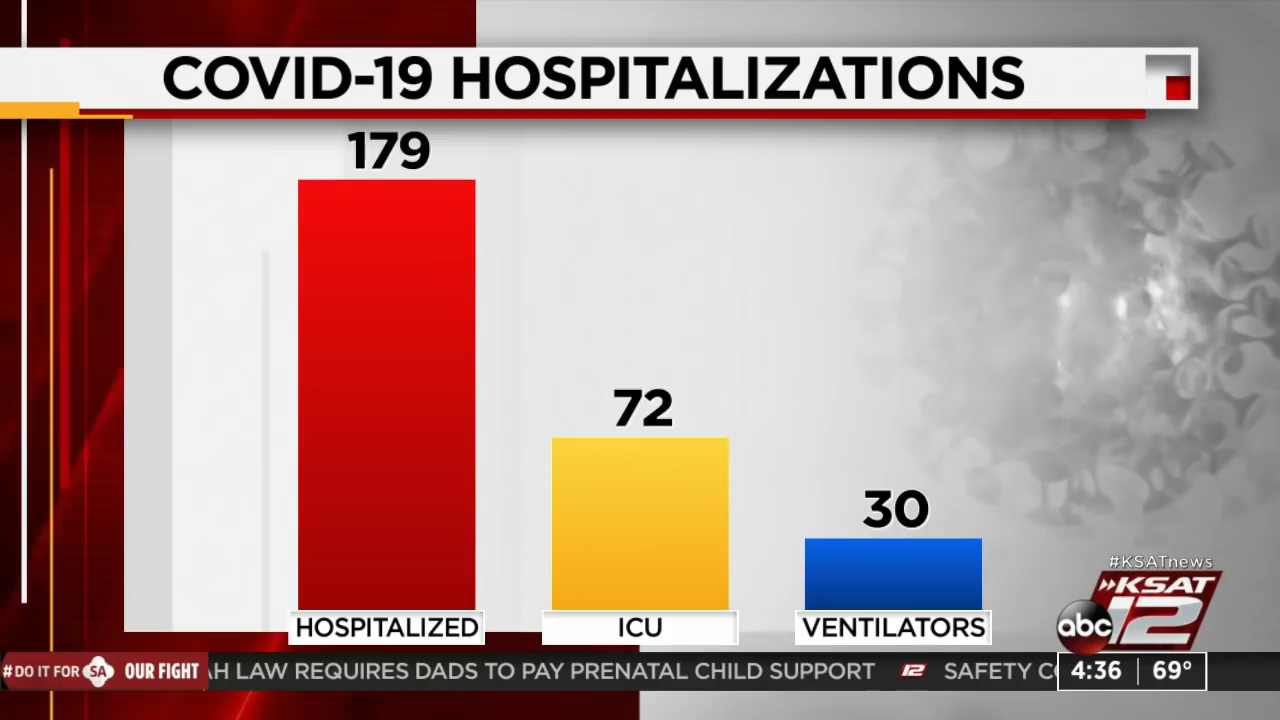 COVID-19 HOSPITALIZATIONS
179
72
30
HOSPITALIZED
ICU
VENTILATORS
#KSATnews
KSAT
abc 12
#DO IT FOR SA OUR FIGHT
AH LAW REQUIRES DADS TO PAY PRENATAL CHILD SUPPORT 12 SAFETY
4:36 69°